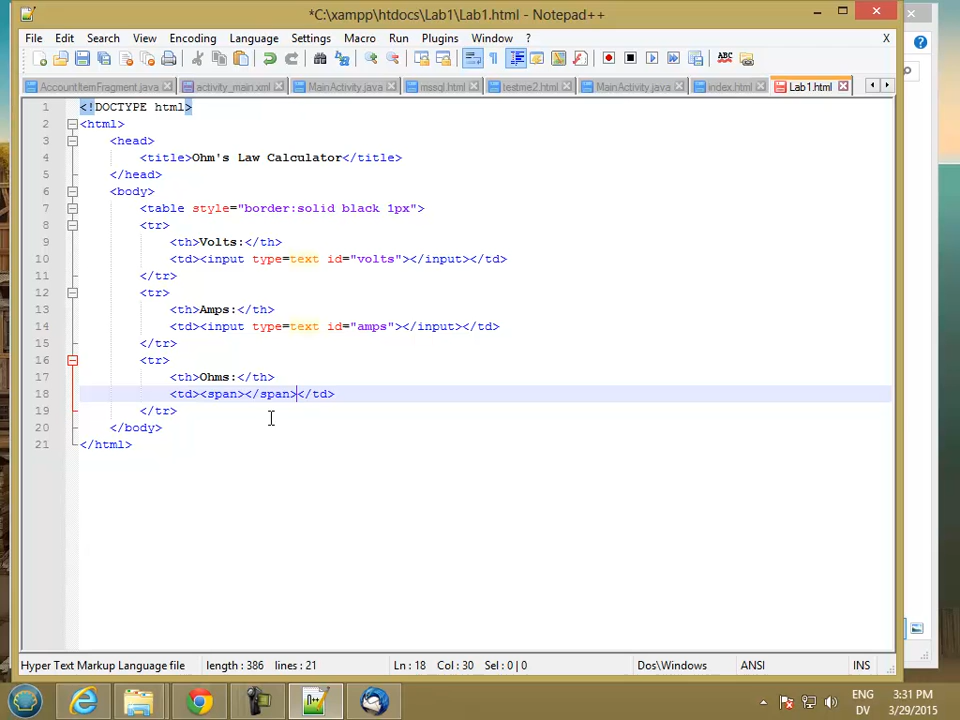 *C:\xampp\htdocs\Lab1\Lab1.html - Notepad++
File Edit Search View Encoding Language Settings Macro Run Plugins Window ? X
AccountItemFragment.java activity_main.xml MainActivity.java mssql.html testme2.html MainActivity.java index.html Lab1.html
1 <!DOCTYPE html>
2 <html>
3 <head>
4 <title>Ohm's Law Calculator</title>
5 </head>
6 <body>
7 <table style="border:solid black 1px">
8 <tr>
9 <th>Volts:</th>
10 <td><input type=text id="volts"></input></td>
11 </tr>
12 <tr>
13 <th>Amps:</th>
14 <td><input type=text id="amps"></input></td>
15 </tr>
16 <tr>
17 <th>Ohms:</th>
18 <td><span></span></td>
19 </tr>
20 </body>
21 </html>
Hyper Text Markup Language file length : 386 lines : 21 Ln : 18 Col : 30 Sel : 0 | 0 Dos\Windows ANSI INS
ENG 3:31 PM
DV 3/29/2015